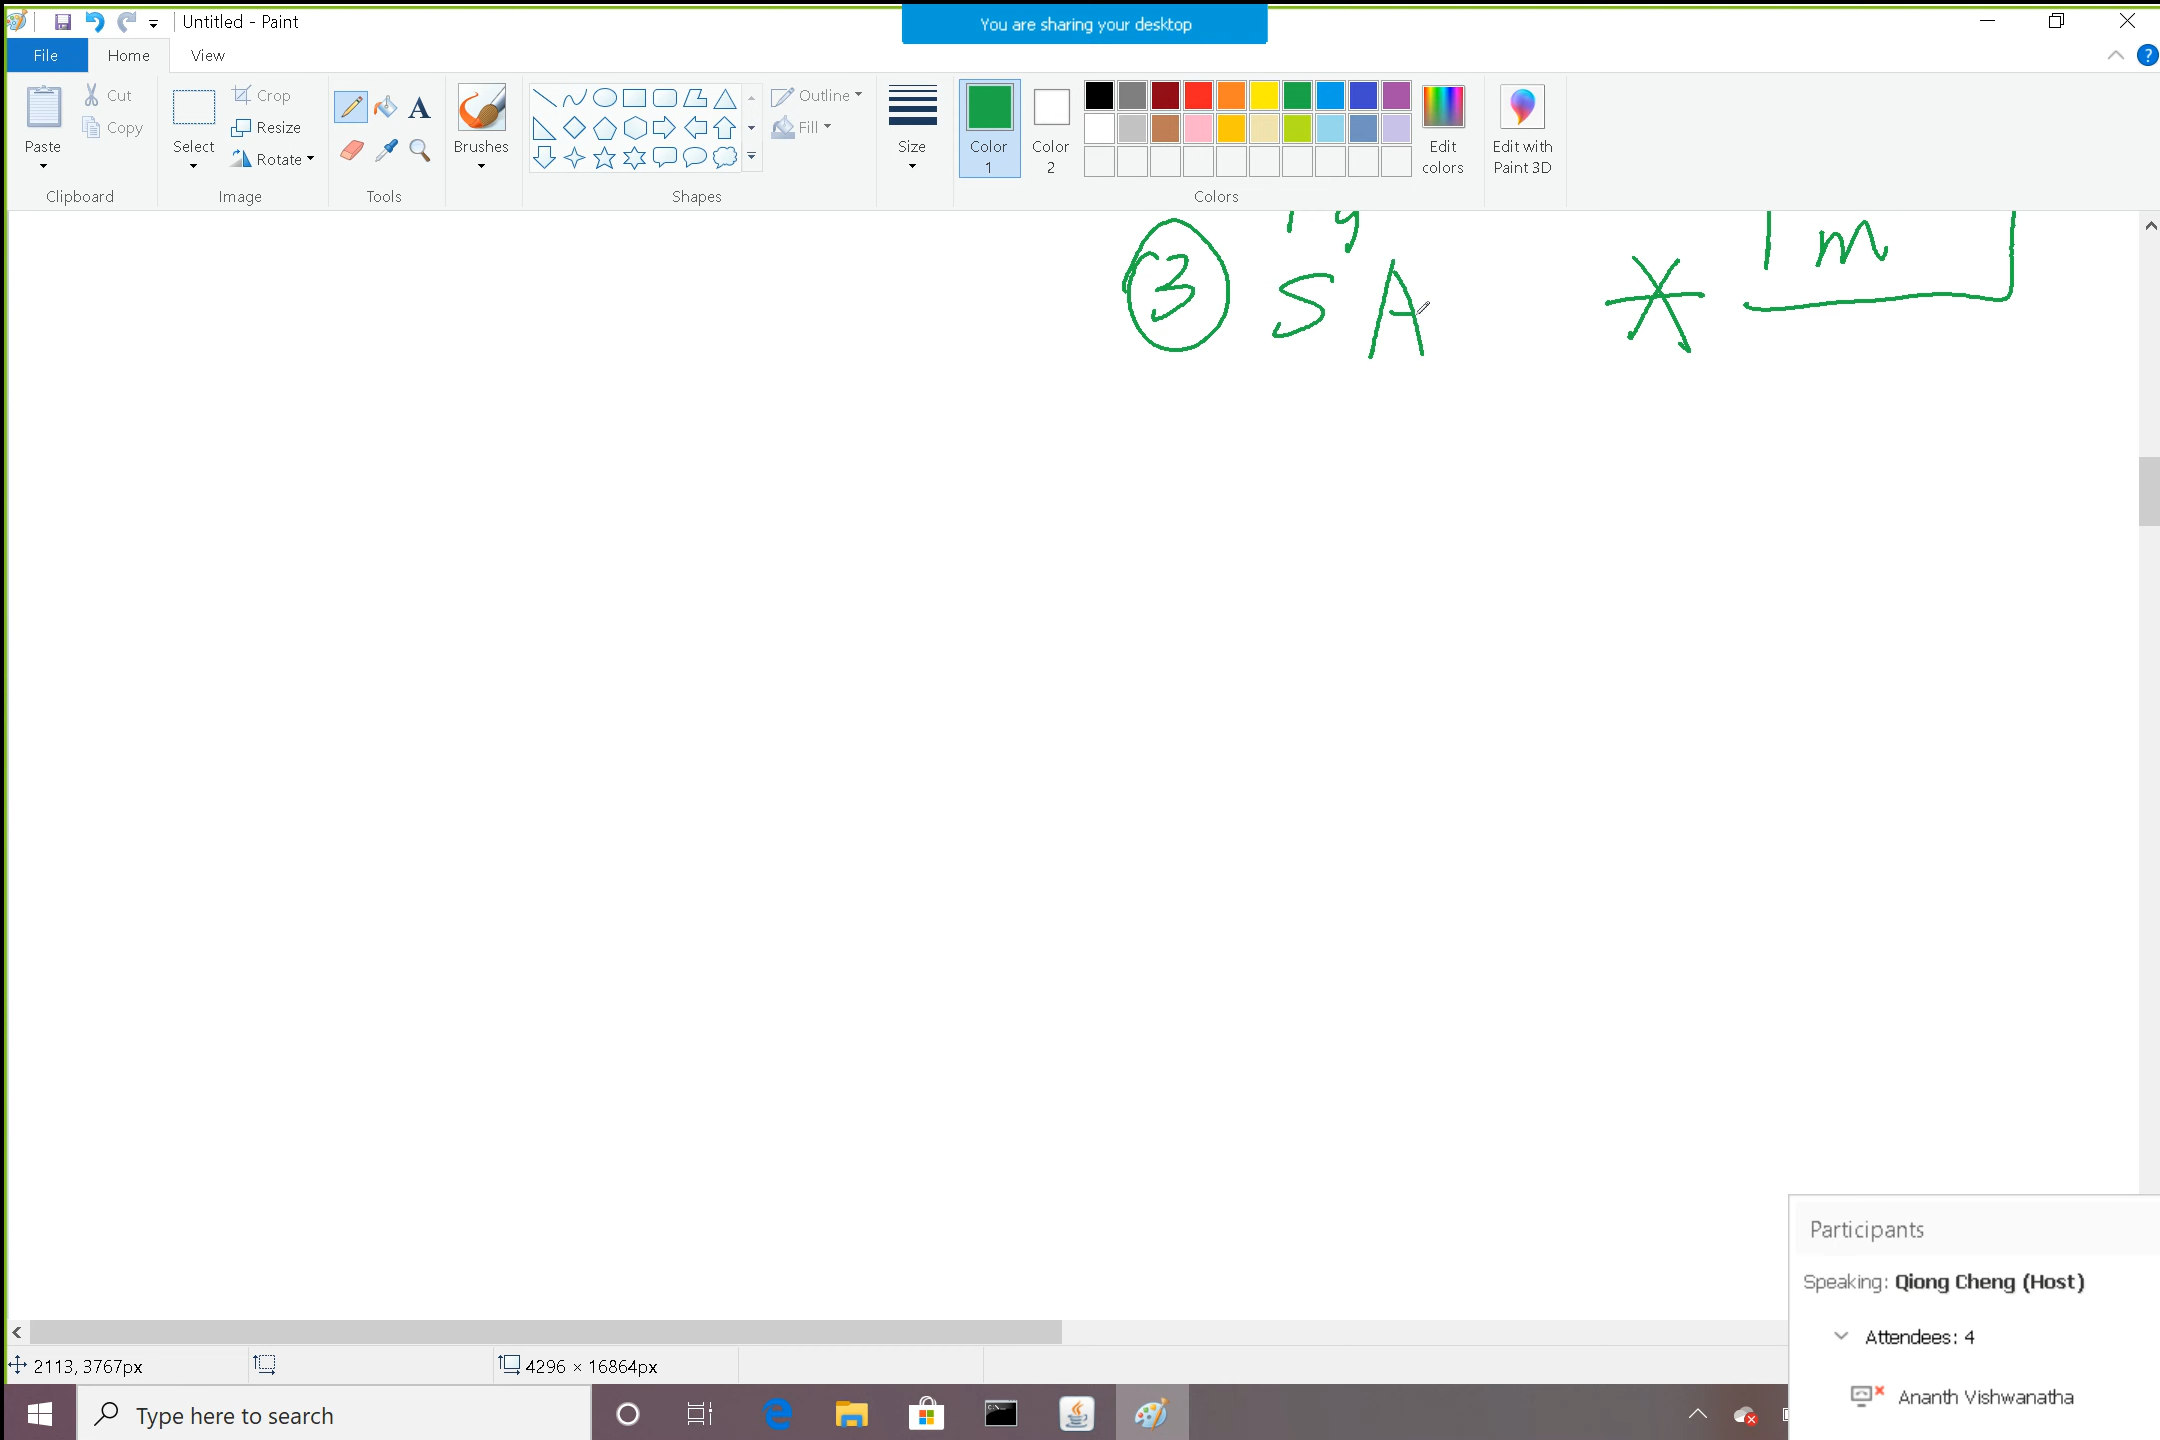 Untitled - Paint
You are sharing your desktop
File
Home
View
Paste
Cut
Copy
Clipboard
Select
Crop
Resize
Rotate
Image
A
Tools
Brushes
Outline
Fill
Shapes
Size
Color
1
Color
2
Edit
colors
Colors
Edit with
Paint 3D
?
m
3 S A
Participants
Speaking: Qiong Cheng (Host)
Attendees: 4
Ananth Vishwanatha
2113, 3767px
4296 × 16864px
Type here to search